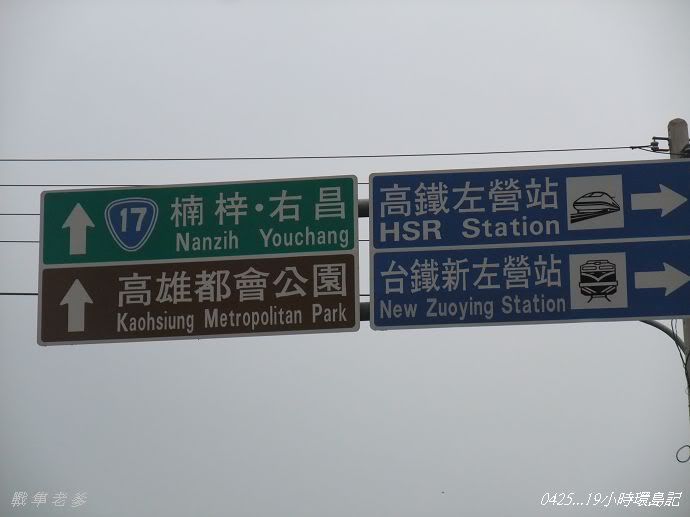 17 楠梓·右昌
Nanzih Youchang
高雄都會公園
Kaohsiung Metropolitan Park
高鐵左營站
HSR Station
台鐵新左營站
New Zuoying Station
戰隼老爹
0425...19小時環島記